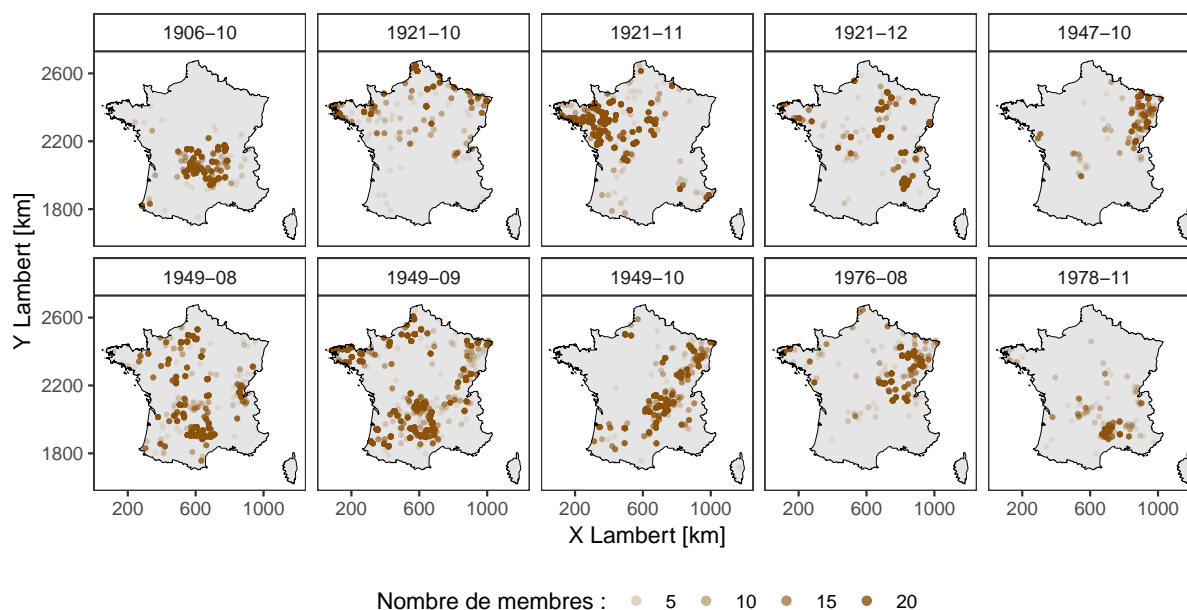 1906−10 1921−10 1921−11 1921−12 1947−10
2600
2200
1800
1949−08 1949−09 1949−10 1976−08 1978−11
2600
2200
1800
Y Lambert [km]
200 600 1000 200 600 1000 200 600 1000 200 600 1000 200 600 1000
X Lambert [km]
Nombre de membres : 5 10 15 20